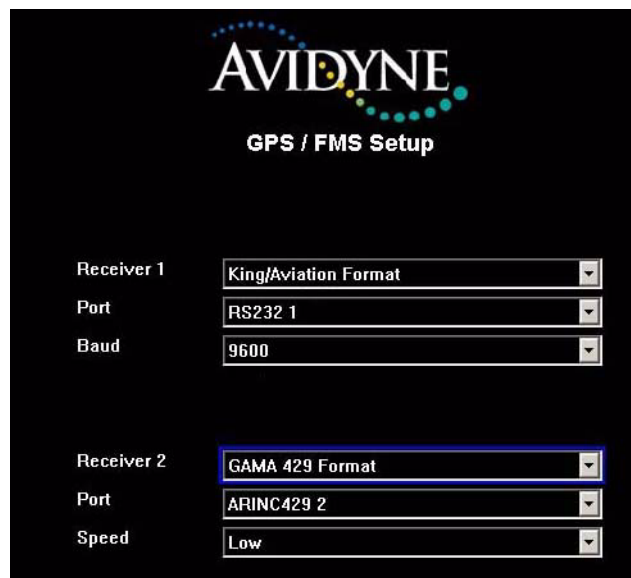 AVIDYNE
GPS / FMS Setup
Receiver 1 King/Aviation Format
Port RS232 1
Baud 9600
Receiver 2 GAMA 429 Format
Port ARINC429 2
Speed Low